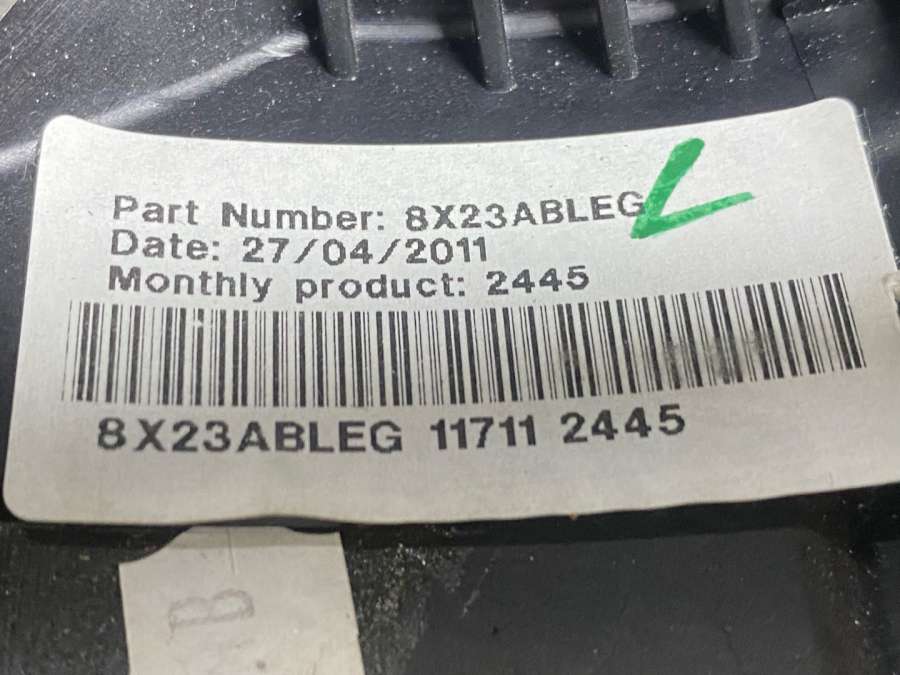 Part Number: 8X23ABLEG
Date: 27/04/2011
Monthly product: 2445
8X23ABLEG 11711 2445
B